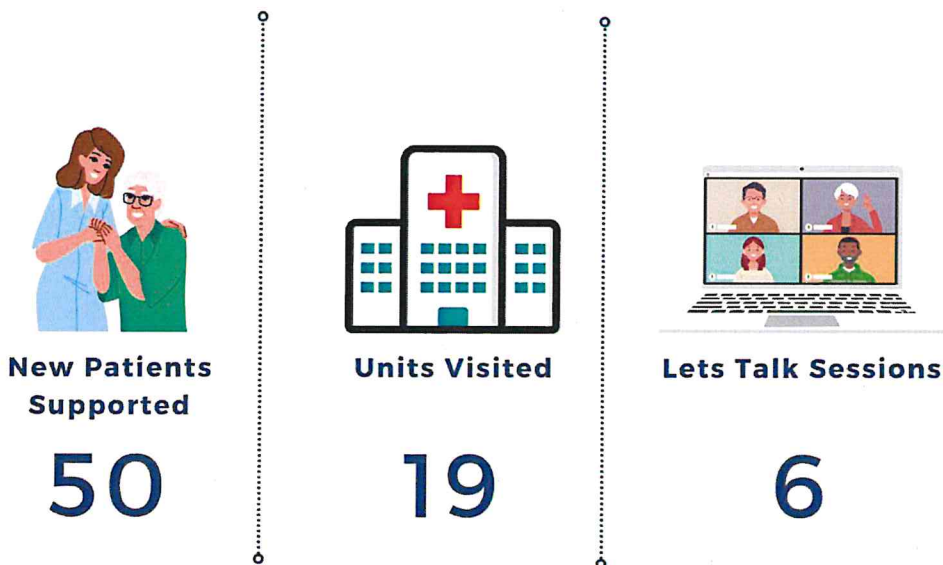 New Patients
Supported
50
Units Visited
19
Lets Talk Sessions
6